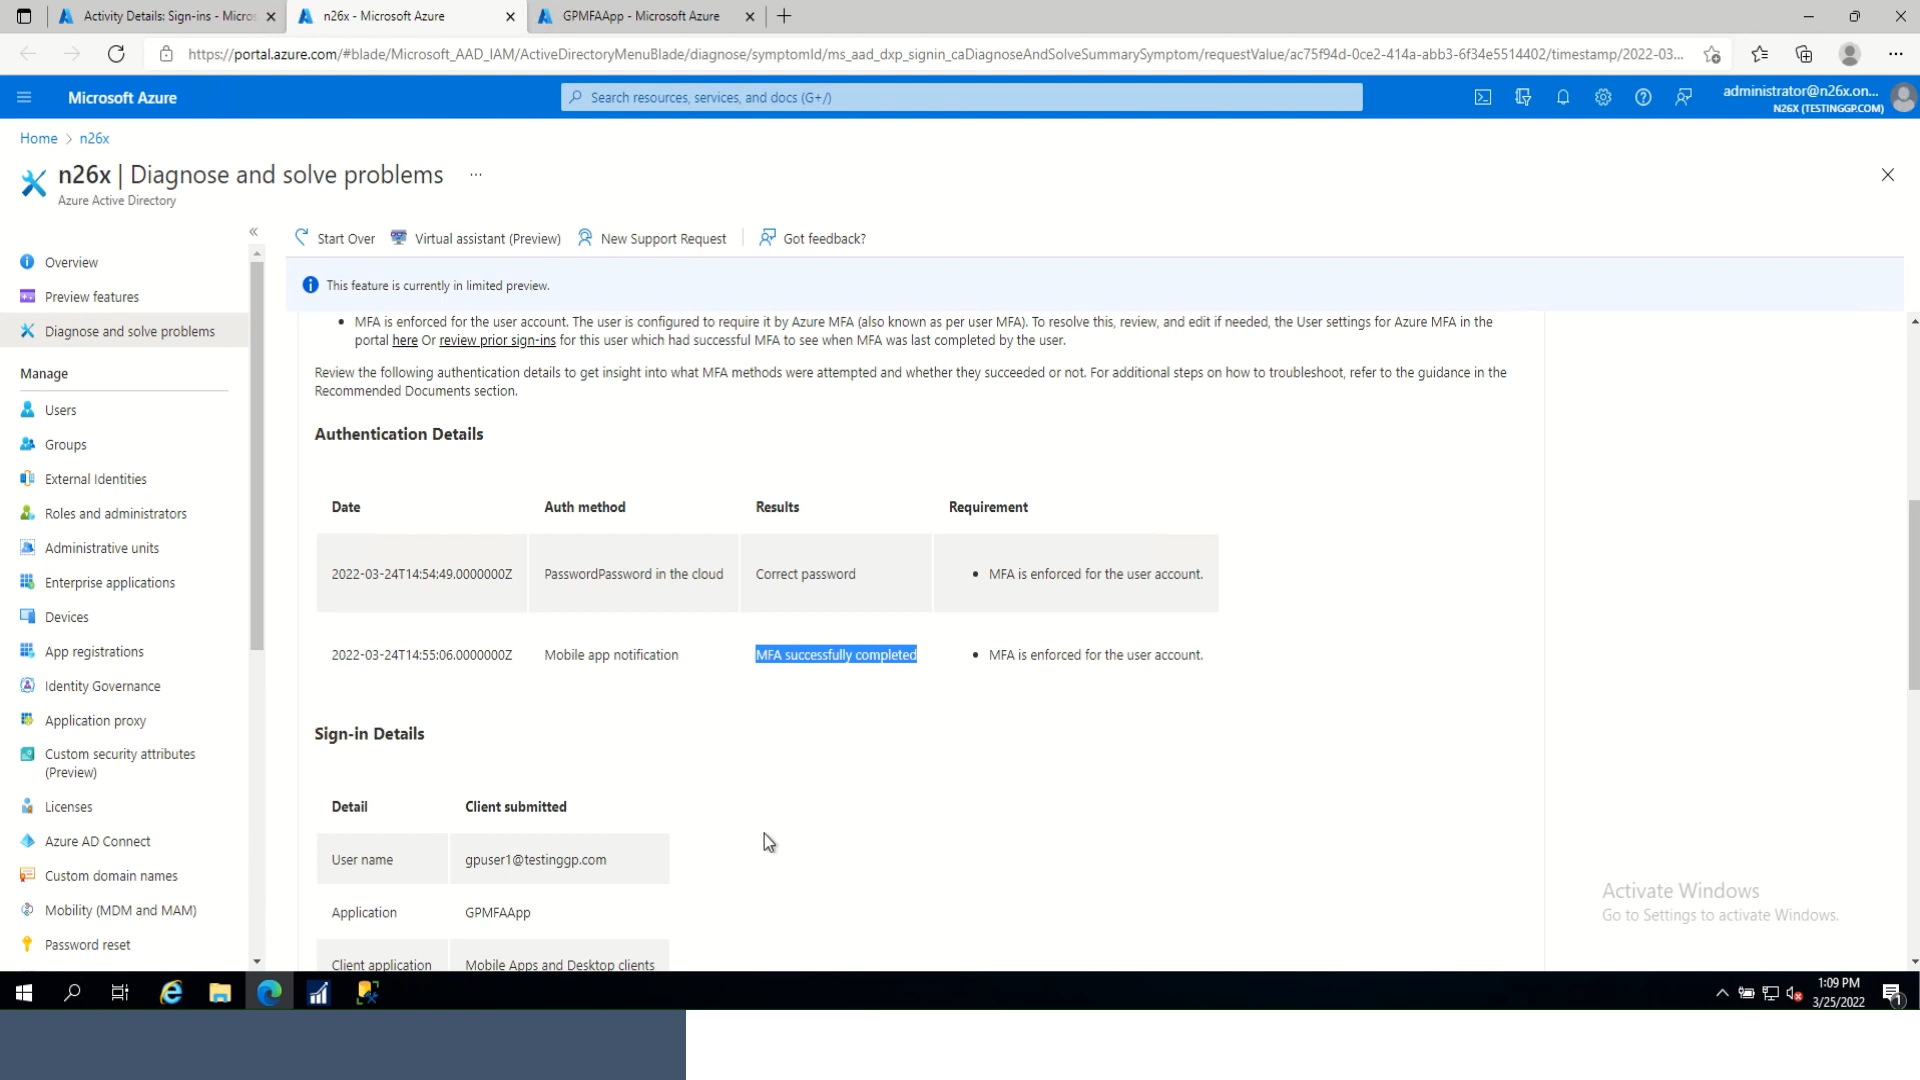 Activity Details: Sign-ins - Micros
n26x - Microsoft Azure
GPMFAApp - Microsoft Azure
https://portal.azure.com/#blade/Microsoft_AAD_IAM/ActiveDirectoryMenuBlade/diagnose/symptomId/ms_aad_dxp_signin_caDiagnoseAndSolveSummarySymptom/requestValue/ac75f94d-0ce2-414a-abb3-6f34e5514402/timestamp/2022-03...
Microsoft Azure
Search resources, services, and docs (G+/)
administrator@n26x.on...
N26X (TESTINGGP.COM)
Home > n26x
n26x | Diagnose and solve problems ...
Azure Active Directory
Start Over
Virtual assistant (Preview)
New Support Request
Got feedback?
This feature is currently in limited preview.
Overview
Preview features
Diagnose and solve problems
Manage
Users
Groups
External Identities
Roles and administrators
Administrative units
Enterprise applications
Devices
App registrations
Identity Governance
Application proxy
Custom security attributes
(Preview)
Licenses
Azure AD Connect
Custom domain names
Mobility (MDM and MAM)
Password reset
• MFA is enforced for the user account. The user is configured to require it by Azure MFA (also known as per user MFA). To resolve this, review, and edit if needed, the User settings for Azure MFA in the
portal here Or review prior sign-ins for this user which had successful MFA to see when MFA was last completed by the user.
Review the following authentication details to get insight into what MFA methods were attempted and whether they succeeded or not. For additional steps on how to troubleshoot, refer to the guidance in the
Recommended Documents section.
Authentication Details
Date Auth method Results Requirement
2022-03-24T14:54:49.0000000Z PasswordPassword in the cloud Correct password • MFA is enforced for the user account.
2022-03-24T14:55:06.0000000Z Mobile app notification MFA successfully completed • MFA is enforced for the user account.
Sign-in Details
Detail Client submitted
User name gpuser1@testinggp.com
Application GPMFAApp
Client application Mobile Apps and Desktop clients
Activate Windows
Go to Settings to activate Windows.
1:09 PM
3/25/2022
1